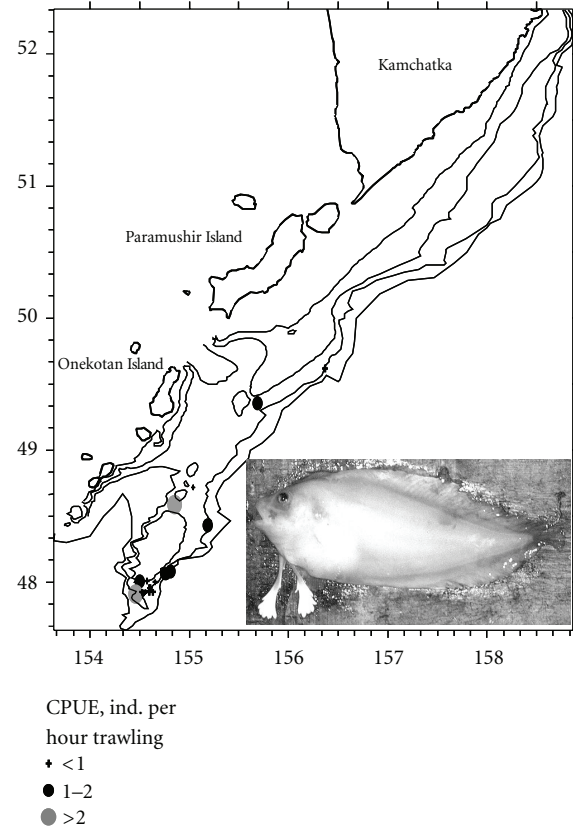 52
Kamchatka
51
Paramushir Island
50
Onekotan Island
49
48
154 155 156 157 158
CPUE, ind. per
hour trawling
<1
1–2
>2